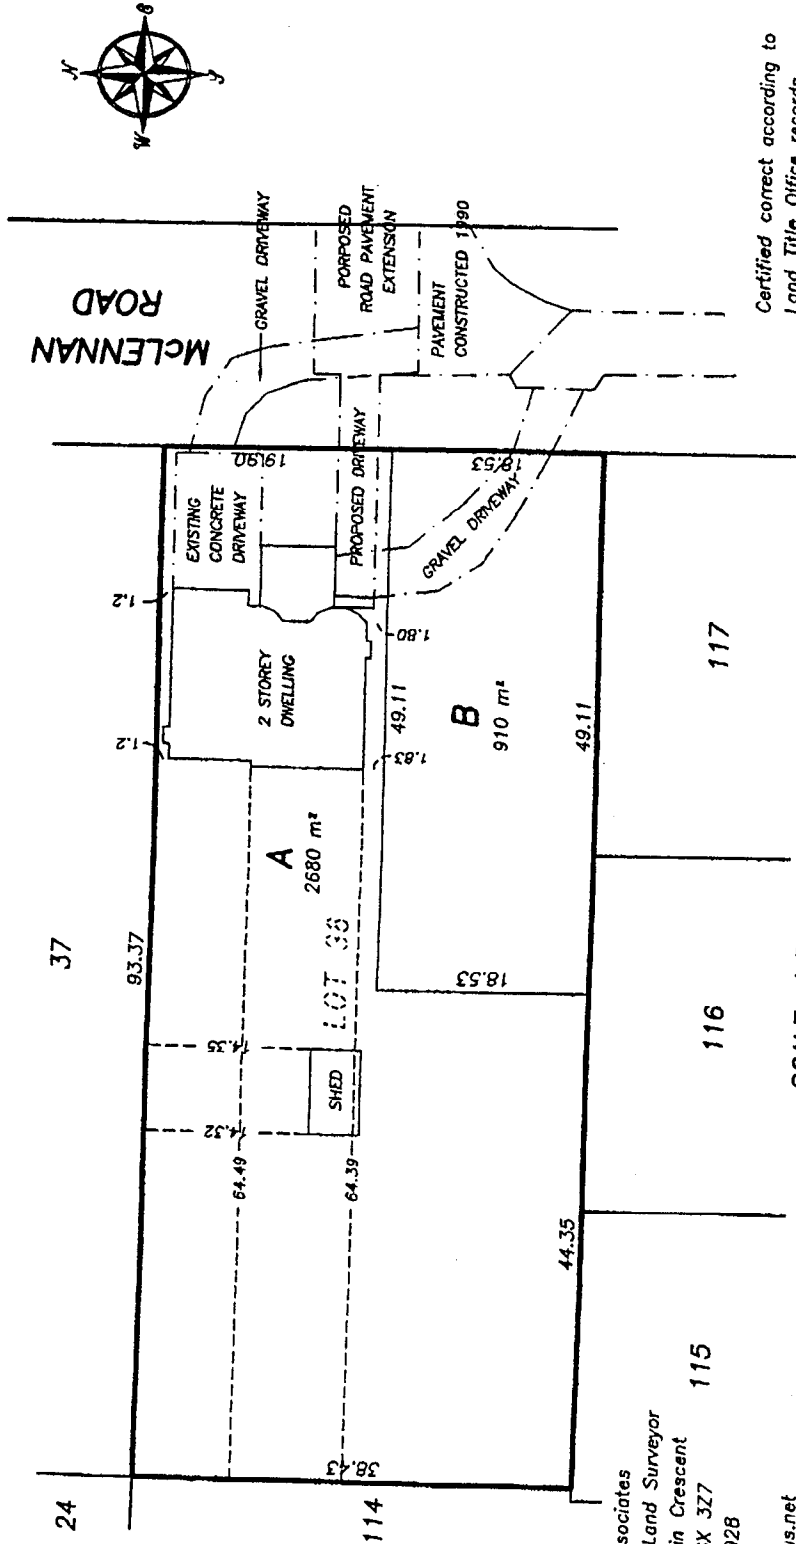 N
W
S
McLENNAN
ROAD
GRAVEL DRIVEWAY
PORPOSED
ROAD PAVEMENT
EXTENSION
PAVEMENT
CONSTRUCTED 1990
Certified correct according to
Land Title Office records
19.90
18.53
EXISTING
CONCRETE
DRIVEWAY
PROPOSED DRIVEWAY
GRAVEL DRIVEWAY
1.2
1.80
2 STOREY
DWELLING
49.11
B
910 m²
49.11
117
1.2
1.83
A
2680 m²
37
93.37
LOT
18.53
14.35
SHED
14.32
116
64.49
64.39
44.35
115
38.43
24
114
sociates
Land Surveyor
in Crescent
3Z7
928
us.net